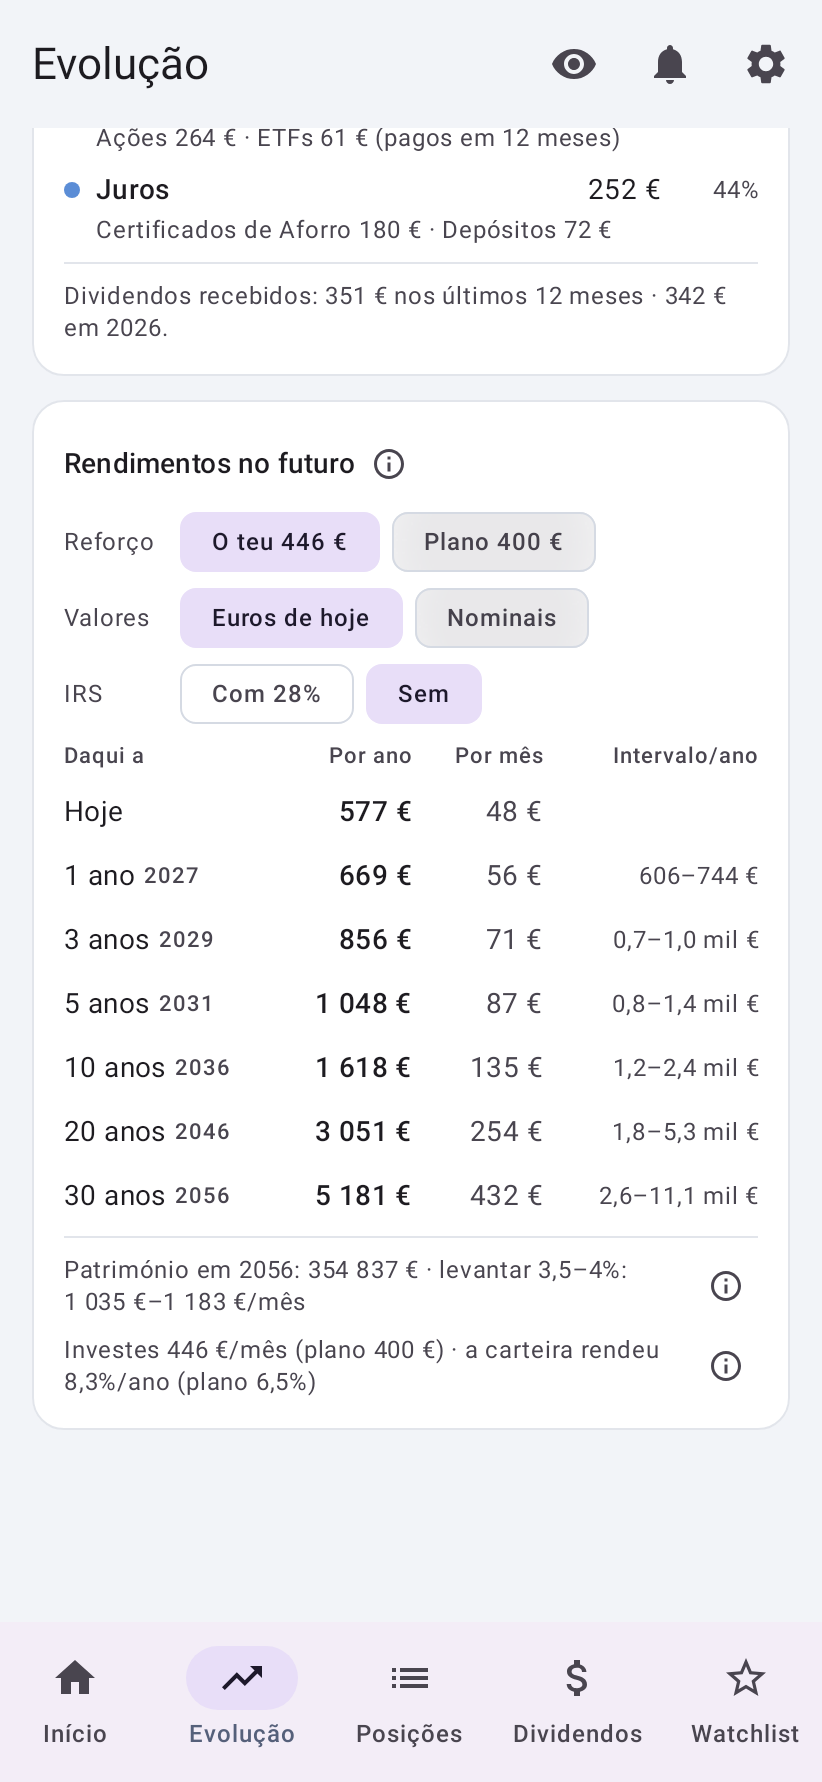 Evolução
Ações 264 € · ETFs 61 € (pagos em 12 meses)
Juros 252 € 44%
Certificados de Aforro 180 € · Depósitos 72 €
Dividendos recebidos: 351 € nos últimos 12 meses · 342 €
em 2026.
Rendimentos no futuro
Reforço O teu 446 € Plano 400 €
Valores Euros de hoje Nominais
IRS Com 28% Sem
Daqui a Por ano Por mês Intervalo/ano
Hoje 577 € 48 €
1 ano 2027 669 € 56 € 606–744 €
3 anos 2029 856 € 71 € 0,7–1,0 mil €
5 anos 2031 1 048 € 87 € 0,8–1,4 mil €
10 anos 2036 1 618 € 135 € 1,2–2,4 mil €
20 anos 2046 3 051 € 254 € 1,8–5,3 mil €
30 anos 2056 5 181 € 432 € 2,6–11,1 mil €
Património em 2056: 354 837 € · levantar 3,5–4%:
1 035 €–1 183 €/mês
Investes 446 €/mês (plano 400 €) · a carteira rendeu
8,3%/ano (plano 6,5%)
Início Evolução Posições Dividendos Watchlist